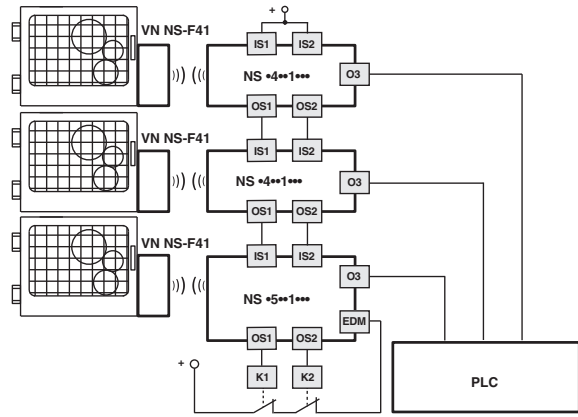 +
VN NS-F41
IS1 IS2
NS •4••1•••
O3
OS1 OS2
VN NS-F41
IS1 IS2
NS •4••1•••
O3
OS1 OS2
VN NS-F41
IS1 IS2
O3
NS •5••1•••
EDM
OS1 OS2
+
K1 K2
PLC